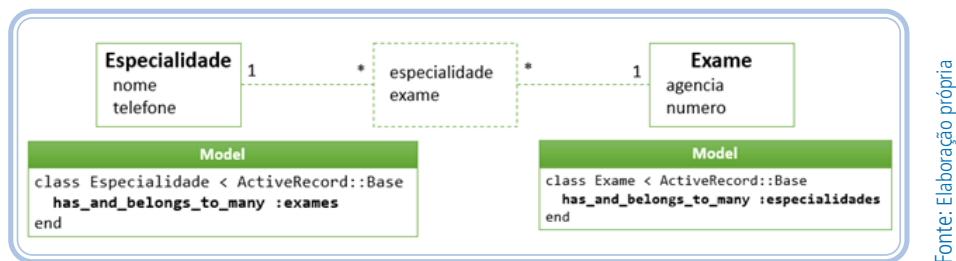 Especialidade
nome
telefone
1
*
especialidade
exame
*
1
Exame
agencia
numero
Model
class Especialidade < ActiveRecord::Base
has_and_belongs_to_many :exames
end
Model
class Exame < ActiveRecord::Base
has_and_belongs_to_many :especialidades
end
Fonte: Elaboração própria